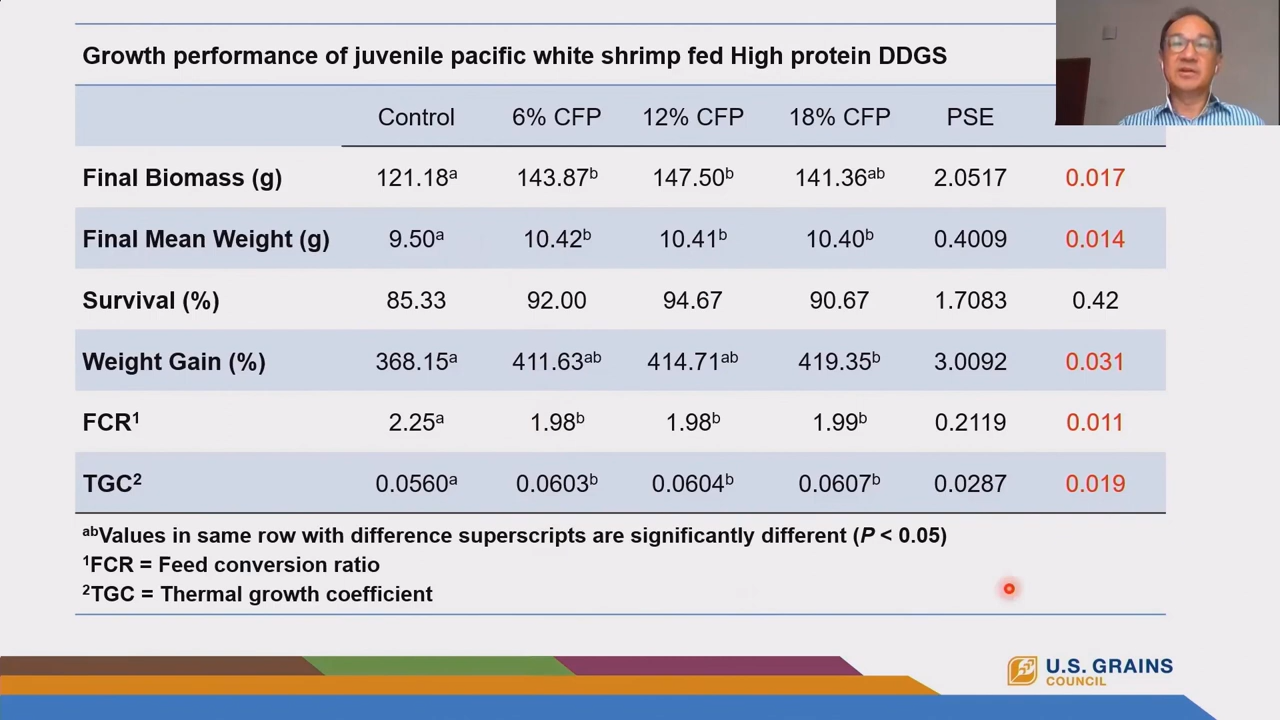 Growth performance of juvenile pacific white shrimp fed High protein DDGS
Control 6% CFP 12% CFP 18% CFP PSE
Final Biomass (g) 121.18ᵃ 143.87ᵇ 147.50ᵇ 141.36ᵃᵇ 2.0517 0.017
Final Mean Weight (g) 9.50ᵃ 10.42ᵇ 10.41ᵇ 10.40ᵇ 0.4009 0.014
Survival (%) 85.33 92.00 94.67 90.67 1.7083 0.42
Weight Gain (%) 368.15ᵃ 411.63ᵃᵇ 414.71ᵃᵇ 419.35ᵇ 3.0092 0.031
FCR¹ 2.25ᵃ 1.98ᵇ 1.98ᵇ 1.99ᵇ 0.2119 0.011
TGC² 0.0560ᵃ 0.0603ᵇ 0.0604ᵇ 0.0607ᵇ 0.0287 0.019
ᵃᵇValues in same row with difference superscripts are significantly different (P < 0.05)
¹FCR = Feed conversion ratio
²TGC = Thermal growth coefficient
U.S. GRAINS
COUNCIL